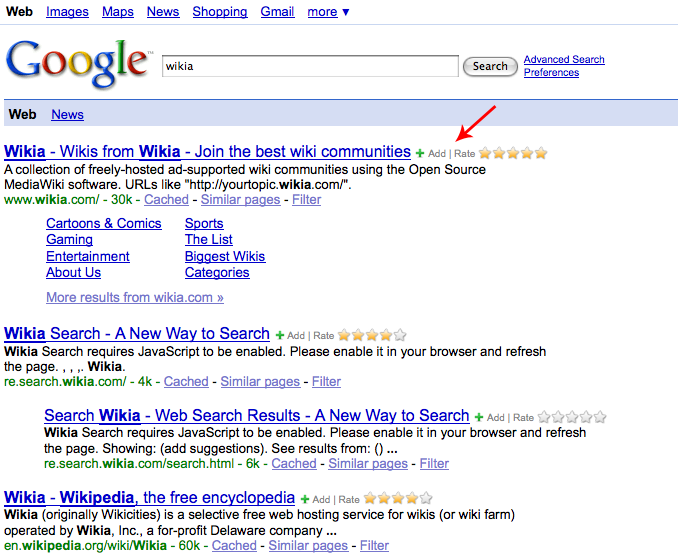 Web Images Maps News Shopping Gmail more ▼
Google™ wikia Search Advanced Search
Preferences
Web News
Wikia - Wikis from Wikia - Join the best wiki communities + Add | Rate
A collection of freely-hosted ad-supported wiki communities using the Open Source
MediaWiki software. URLs like "http://yourtopic.wikia.com/".
www.wikia.com/ - 30k - Cached - Similar pages - Filter
Cartoons & Comics Sports
Gaming The List
Entertainment Biggest Wikis
About Us Categories
More results from wikia.com »
Wikia Search - A New Way to Search + Add | Rate
Wikia Search requires JavaScript to be enabled. Please enable it in your browser and refresh
the page. , , ,. Wikia.
re.search.wikia.com/ - 4k - Cached - Similar pages - Filter
Search Wikia - Web Search Results - A New Way to Search + Add | Rate
Wikia Search requires JavaScript to be enabled. Please enable it in your browser and refresh
the page. Showing: (add suggestions). See results from: () ...
re.search.wikia.com/search.html - 6k - Cached - Similar pages - Filter
Wikia - Wikipedia, the free encyclopedia + Add | Rate
Wikia (originally Wikicities) is a selective free web hosting service for wikis (or wiki farm)
operated by Wikia, Inc., a for-profit Delaware company ...
en.wikipedia.org/wiki/Wikia - 60k - Cached - Similar pages - Filter